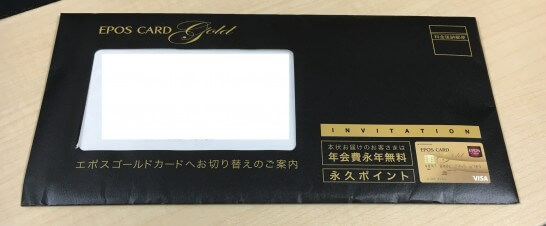 EPOS CARD Gold
料金後納郵便
エポスゴールドカードへお切り替えのご案内
INVITATION
本状お届けのお客さまは
年会費永年無料
永久ポイント
EPOS CARD
EPOS
VISA